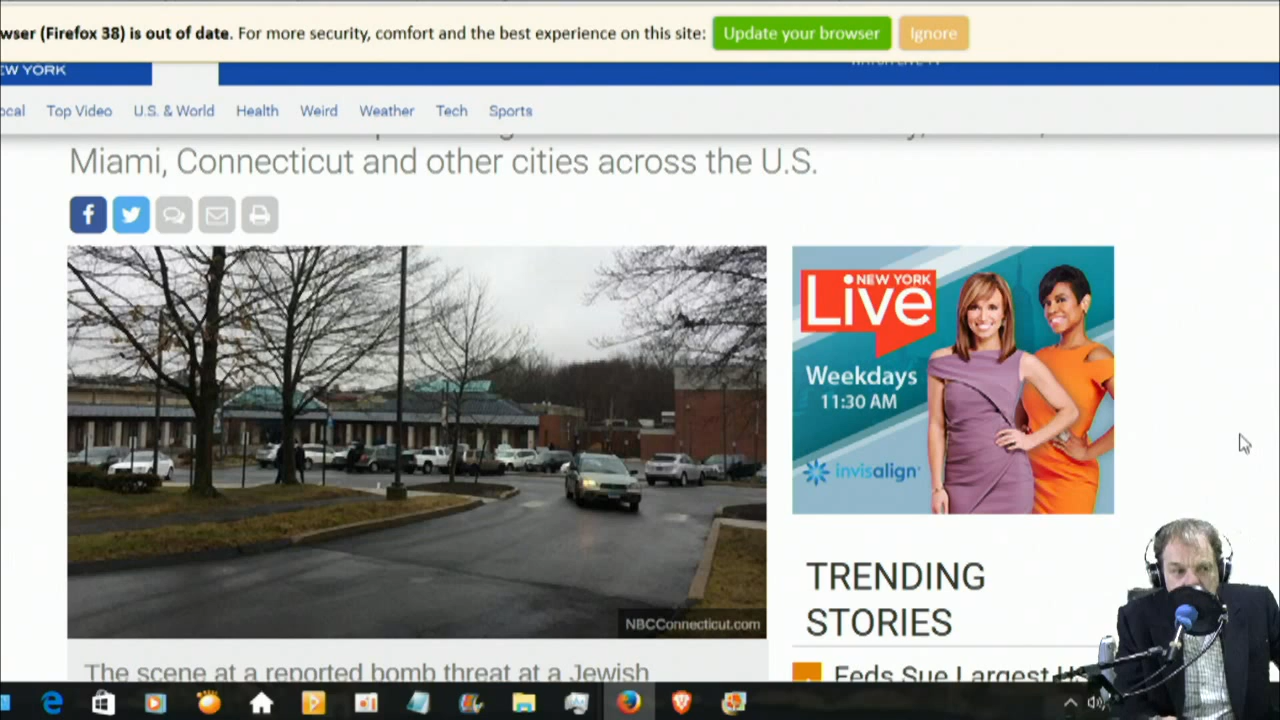 wser (Firefox 38) is out of date. For more security, comfort and the best experience on this site: Update your browser Ignore
EW YORK
ocal Top Video U.S. & World Health Weird Weather Tech Sports
Miami, Connecticut and other cities across the U.S.
NEW YORK
Live
Weekdays
11:30 AM
invisalign
NBCConnecticut.com
TRENDING
STORIES
The scene at a reported bomb threat at a Jewish
Feds Sue Largest